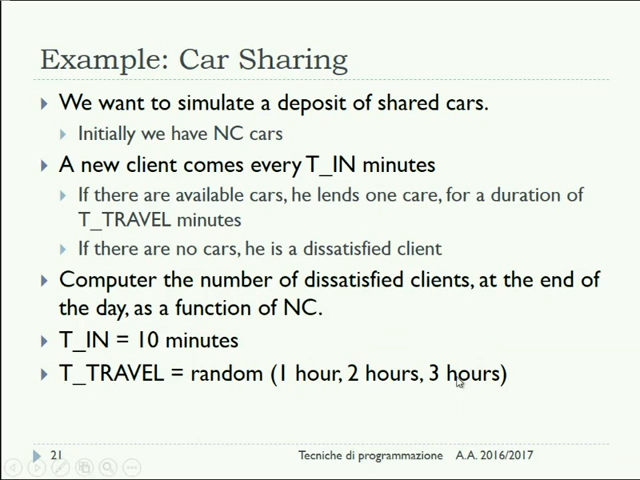 Example: Car Sharing
We want to simulate a deposit of shared cars.
Initially we have NC cars
A new client comes every T_IN minutes
If there are available cars, he lends one care, for a duration of
T_TRAVEL minutes
If there are no cars, he is a dissatisfied client
Computer the number of dissatisfied clients, at the end of
the day, as a function of NC.
T_IN = 10 minutes
T_TRAVEL = random (1 hour, 2 hours, 3 hours)
21 Tecniche di programmazione A.A. 2016/2017